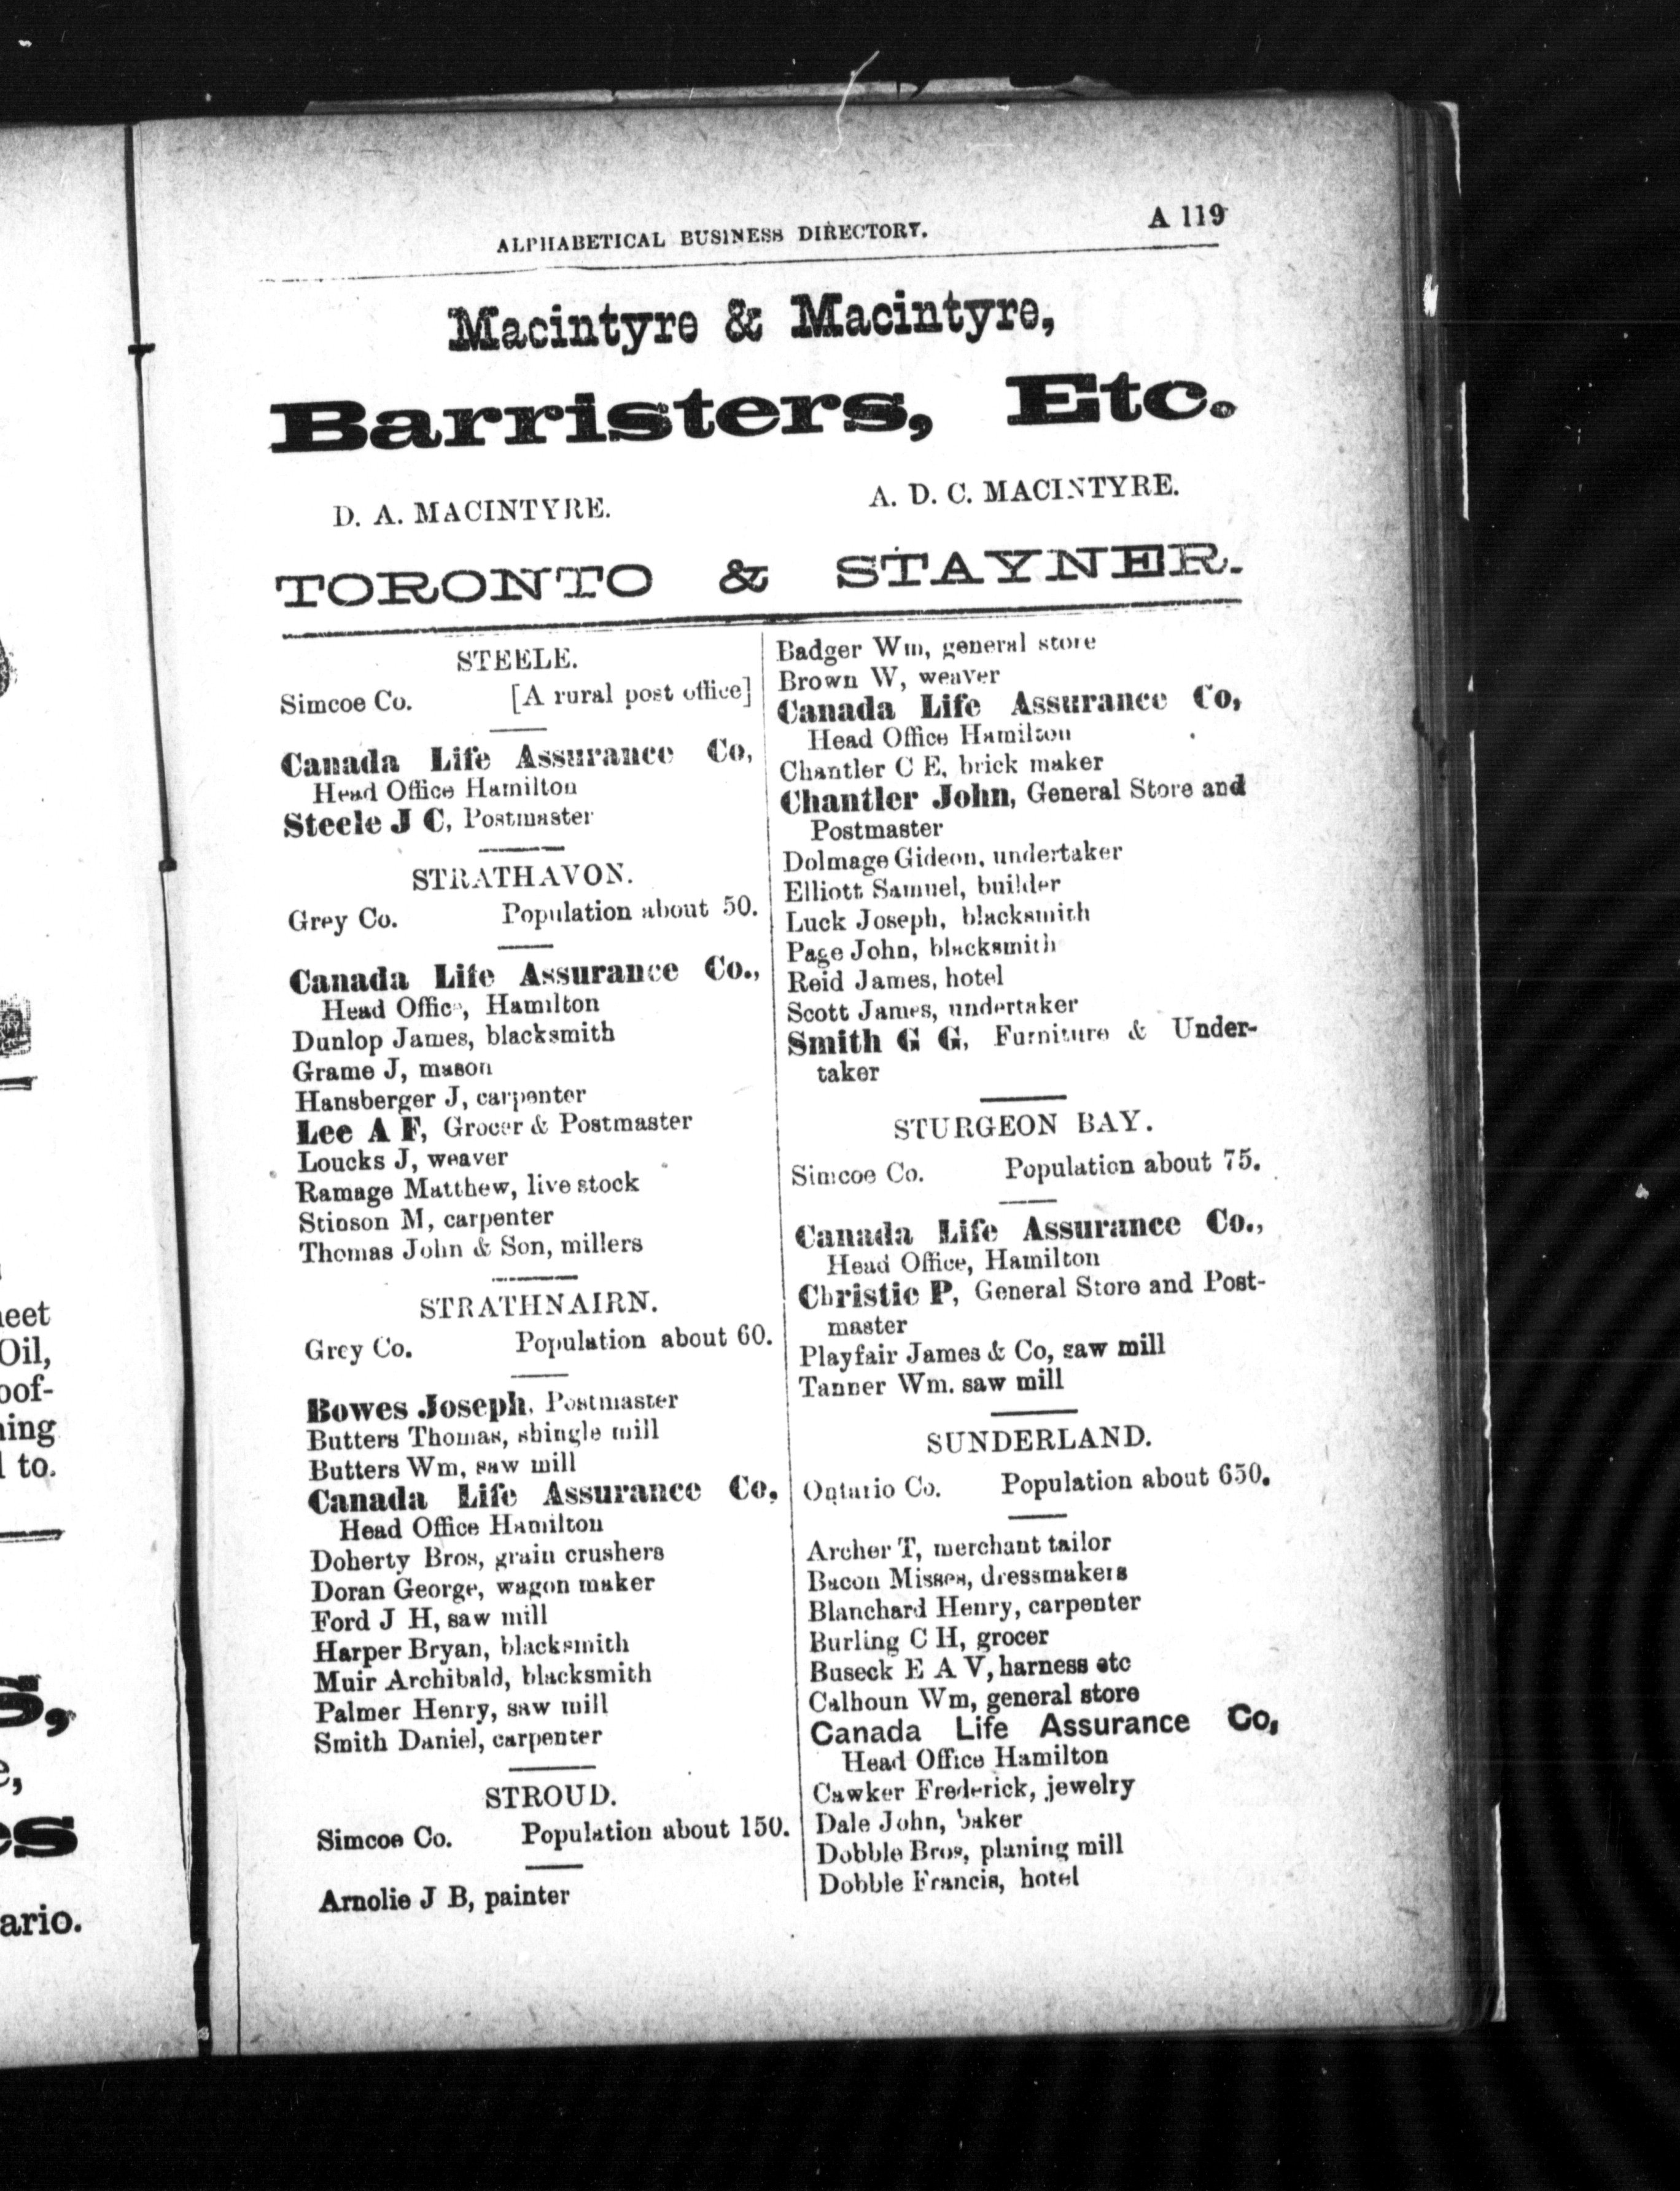 ALPHABETICAL BUSINESS DIRECTORY.
A 119
Macintyre & Macintyre,
Barristers, Etc.
D. A. MACINTYRE.
A. D. C. MACINTYRE.
TORONTO & STAYNER.
STEELE.
Simcoe Co. [A rural post office]
Canada Life Assurance Co,
Head Office Hamilton
Steele J C, Postmaster
STRATHAVON.
Grey Co. Population about 50.
Canada Life Assurance Co.,
Head Office, Hamilton
Dunlop James, blacksmith
Grame J, mason
Hansberger J, carpenter
Lee A F, Grocer & Postmaster
Loucks J, weaver
Ramage Matthew, live stock
Stinson M, carpenter
Thomas John & Son, millers
STRATHNAIRN.
Grey Co. Population about 60.
Bowes Joseph, Postmaster
Butters Thomas, shingle mill
Butters Wm, saw mill
Canada Life Assurance Co,
Head Office Hamilton
Doherty Bros, grain crushers
Doran George, wagon maker
Ford J H, saw mill
Harper Bryan, blacksmith
Muir Archibald, blacksmith
Palmer Henry, saw mill
Smith Daniel, carpenter
STROUD.
Simcoe Co. Population about 150.
Arnolie J B, painter
Badger Wm, general store
Brown W, weaver
Canada Life Assurance Co,
Head Office Hamilton
Chantler C E, brick maker
Chantler John, General Store and
Postmaster
Dolmage Gideon, undertaker
Elliott Samuel, builder
Luck Joseph, blacksmith
Page John, blacksmith
Reid James, hotel
Scott James, undertaker
Smith G G, Furniture & Under-
taker
STURGEON BAY.
Simcoe Co. Population about 75.
Canada Life Assurance Co.,
Head Office, Hamilton
Christie P, General Store and Post-
master
Playfair James & Co, saw mill
Tanner Wm. saw mill
SUNDERLAND.
Ontario Co. Population about 650.
Archer T, merchant tailor
Bacon Misses, dressmakers
Blanchard Henry, carpenter
Burling C H, grocer
Buseck E A V, harness etc
Calhoun Wm, general store
Canada Life Assurance Co,
Head Office Hamilton
Cawker Frederick, jewelry
Dale John, baker
Dobble Bros, planing mill
Dobble Francis, hotel